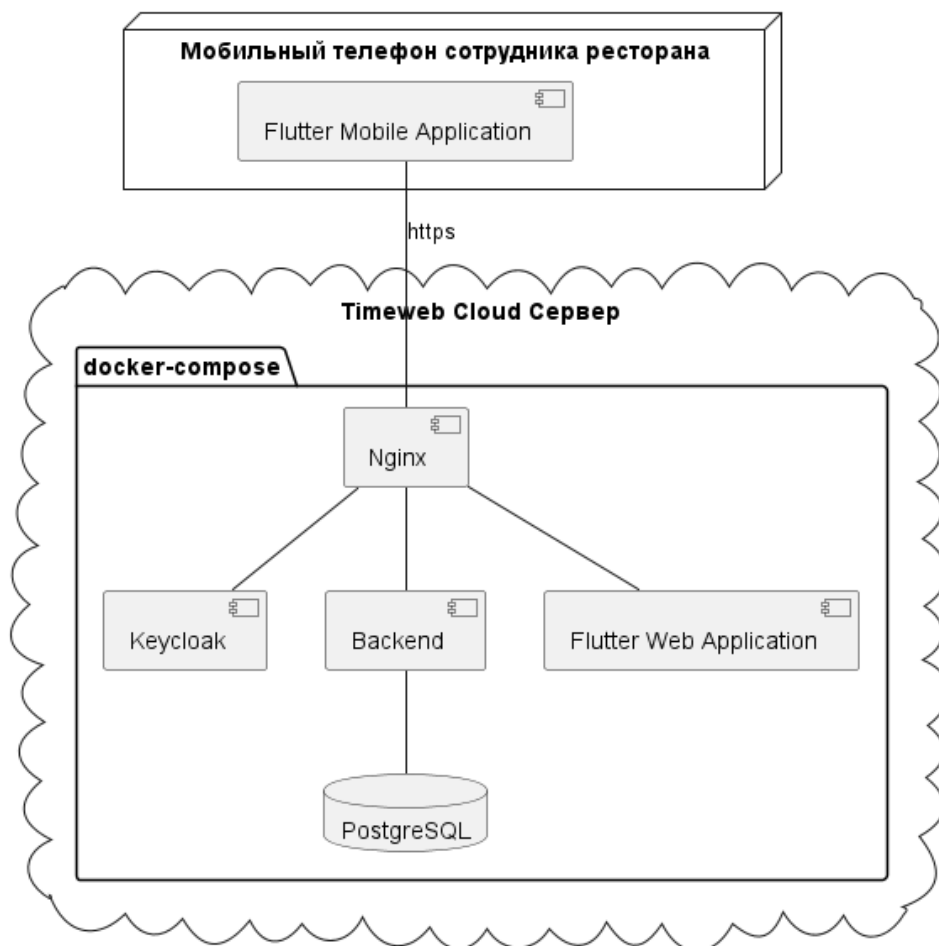 Мобильный телефон сотрудника ресторана
Flutter Mobile Application
https
Timeweb Cloud Сервер
docker-compose
Nginx
Keycloak
Backend
Flutter Web Application
PostgreSQL